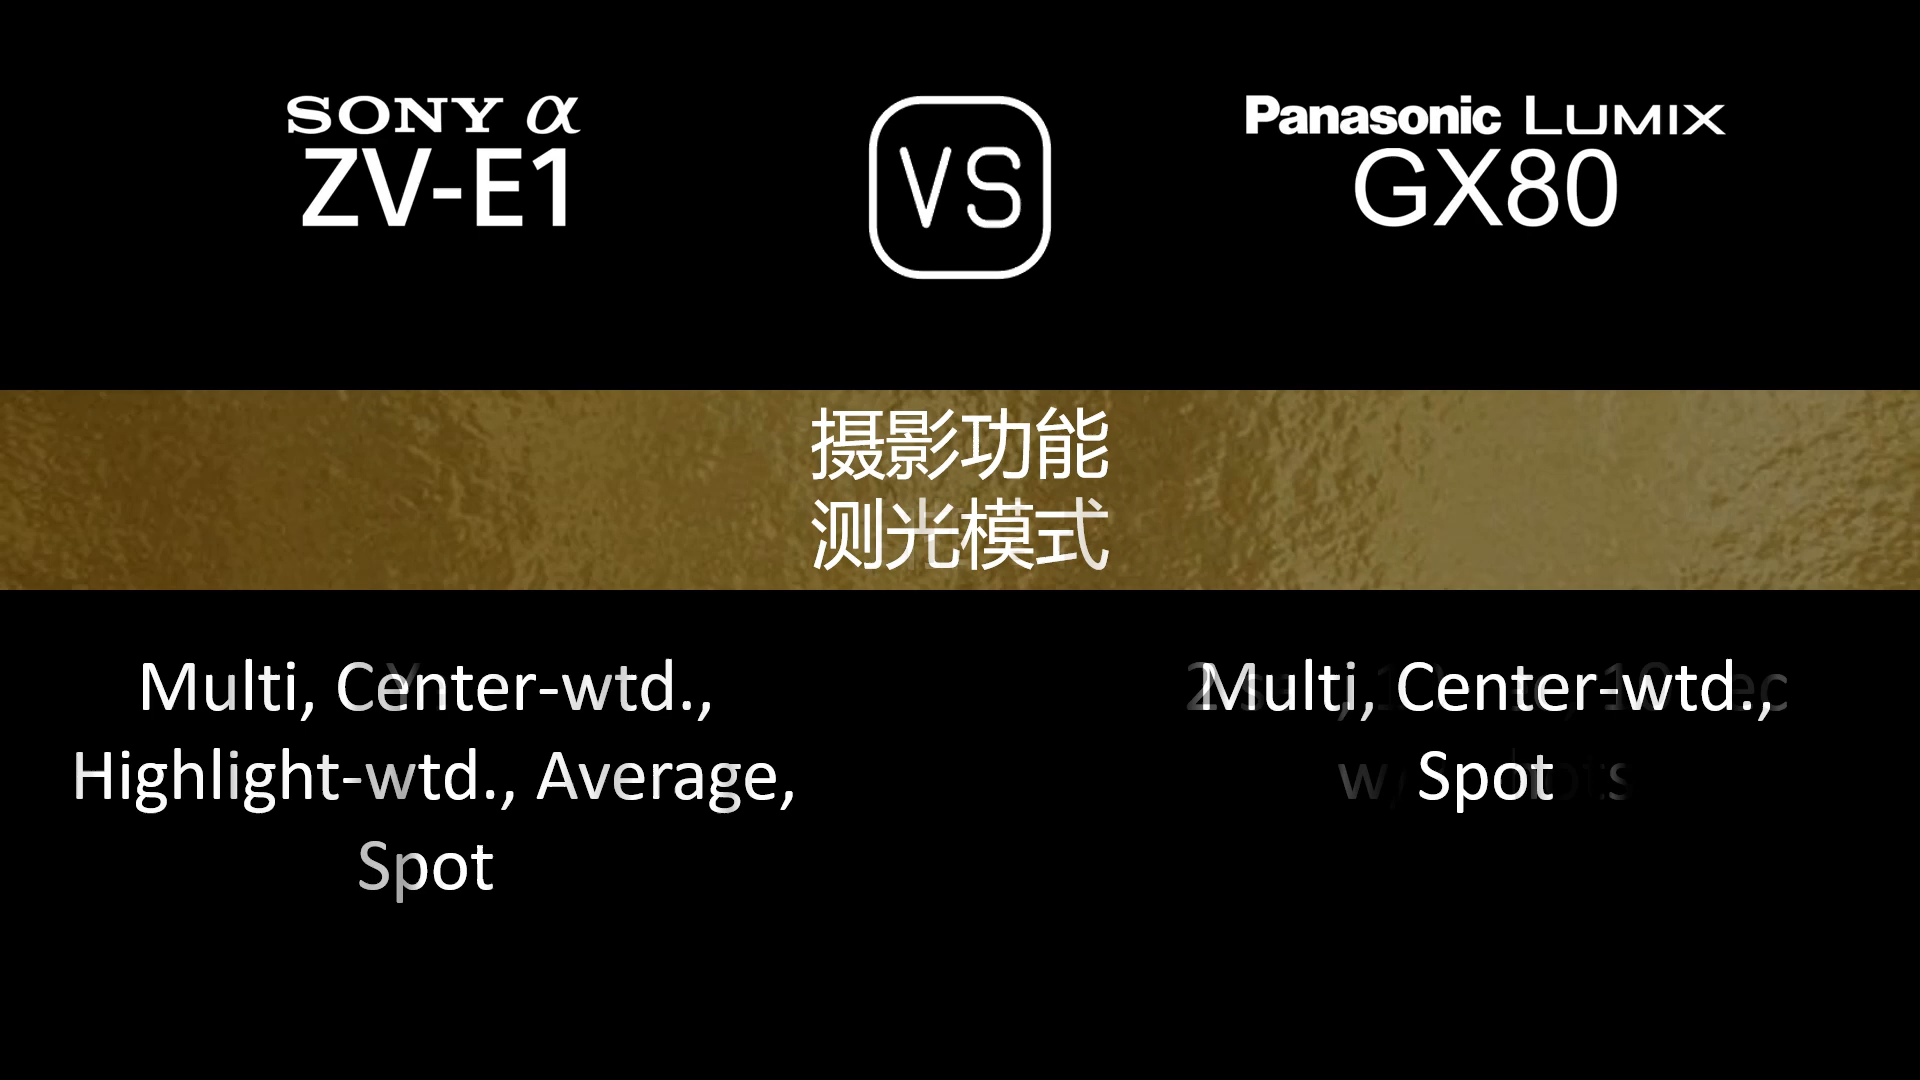 SONY α
ZV-E1
VS
Panasonic LUMIX
GX80
摄影功能
测光模式
Multi, Center-wtd.,
Highlight-wtd., Average,
Spot
Multi, Center-wtd.,
Spot